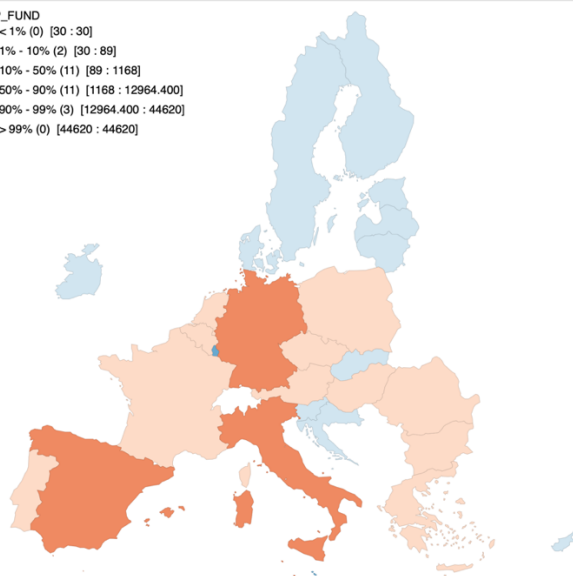 _FUND
< 1% (0) [30 : 30]
1% - 10% (2) [30 : 89]
10% - 50% (11) [89 : 1168]
50% - 90% (11) [1168 : 12964.400]
90% - 99% (3) [12964.400 : 44620]
> 99% (0) [44620 : 44620]